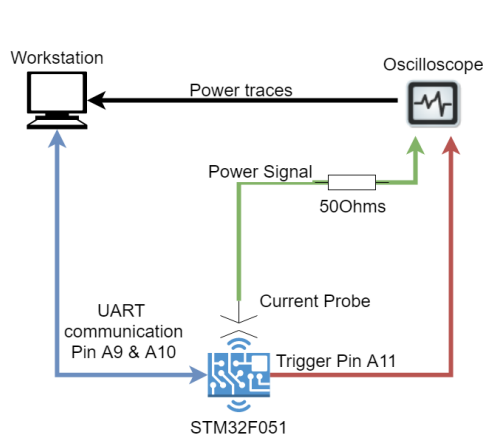 Workstation
Oscilloscope
Power traces
Power Signal
50Ohms
Current Probe
UART
communication
Pin A9 & A10
Trigger Pin A11
STM32F051